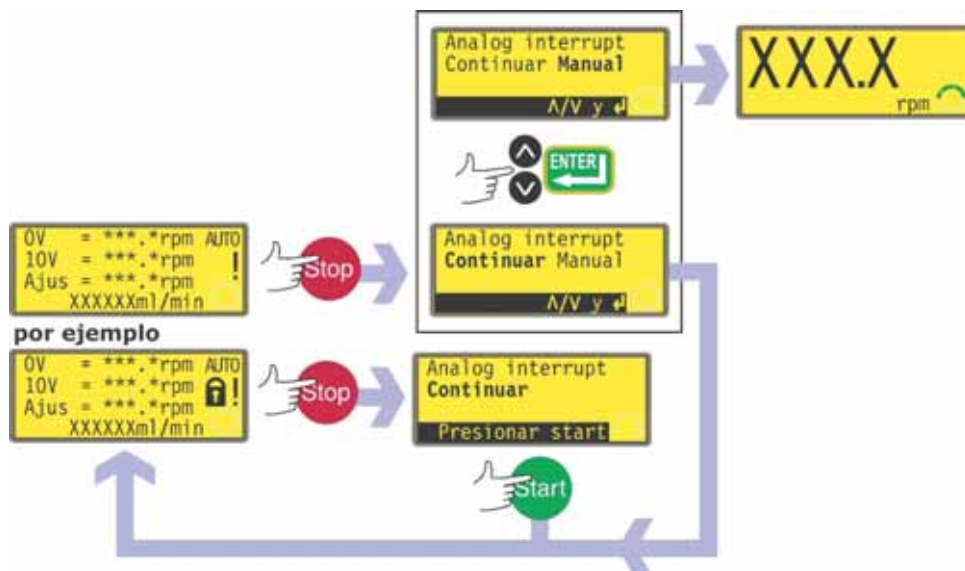 Analog interrupt
Continuar Manual
Λ/V y ↲
XXX.X
rpm
ENTER
0V = ***.*rpm AUTO
10V = ***.*rpm !
Ajus = ***.*rpm
XXXXXXml/min
Stop
Analog interrupt
Continuar Manual
Λ/V y ↲
por ejemplo
0V = ***.*rpm AUTO
10V = ***.*rpm !
Ajus = ***.*rpm
XXXXXXml/min
Stop
Analog interrupt
Continuar
Presionar start
Start